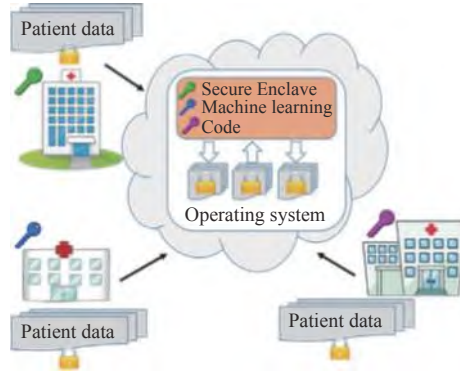 Patient data
Secure Enclave
Machine learning
Code
Operating system
Patient data
Patient data